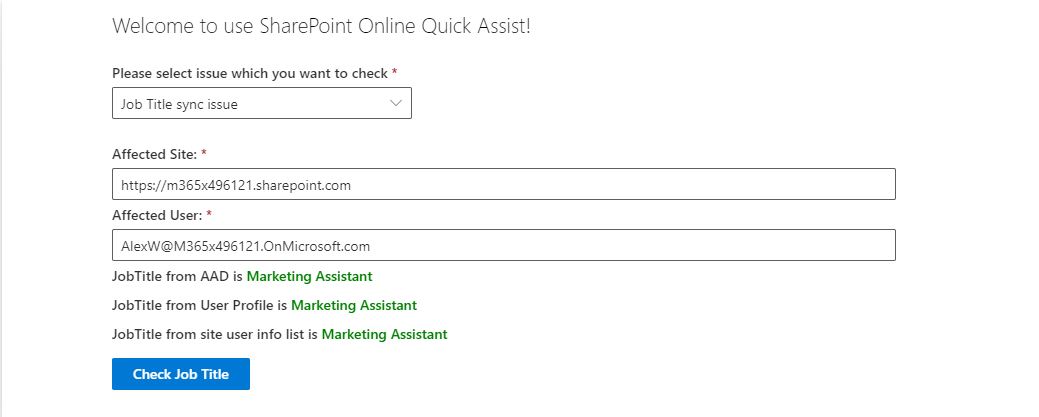 Welcome to use SharePoint Online Quick Assist!
Please select issue which you want to check *
Job Title sync issue
Affected Site: *
https://m365x496121.sharepoint.com
Affected User: *
AlexW@M365x496121.OnMicrosoft.com
JobTitle from AAD is Marketing Assistant
JobTitle from User Profile is Marketing Assistant
JobTitle from site user info list is Marketing Assistant
Check Job Title